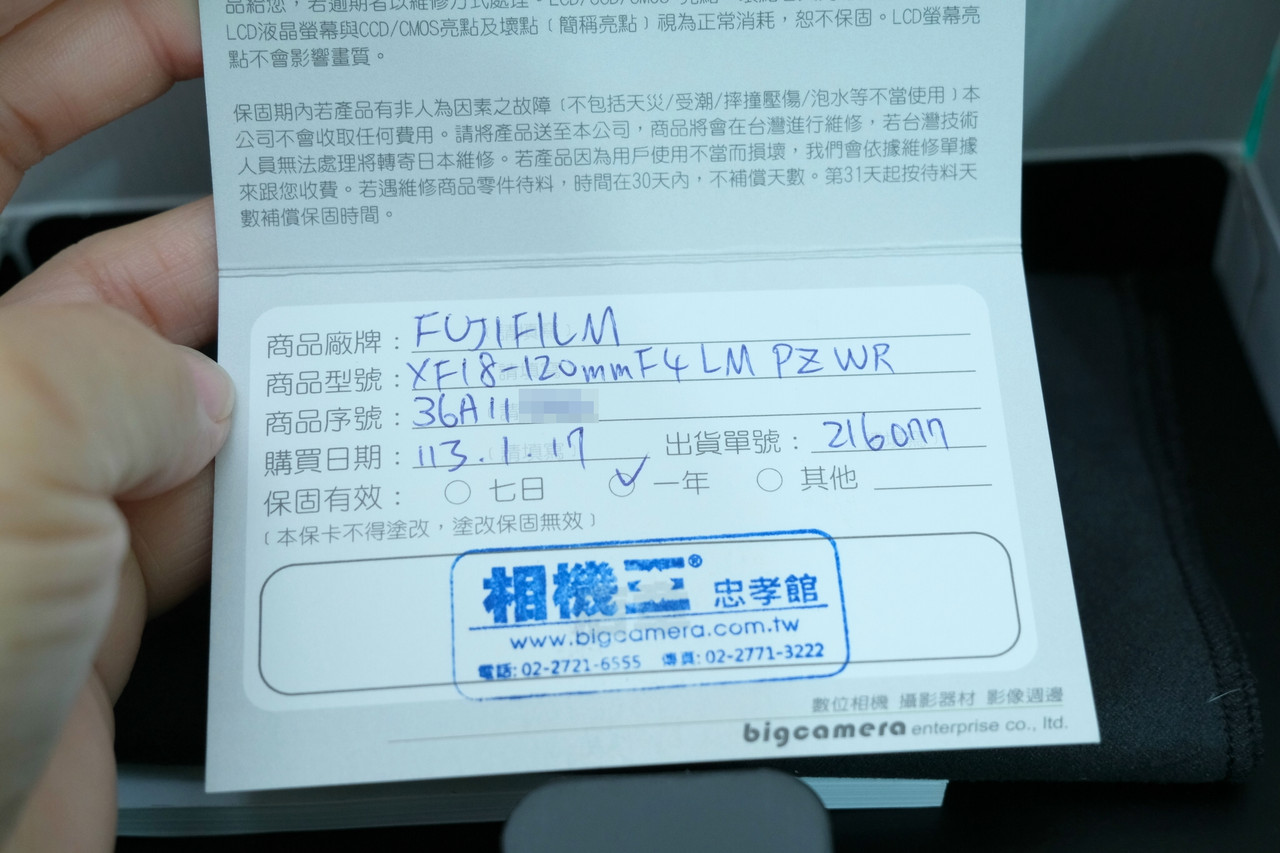 LCD液晶螢幕與CCD/CMOS亮點及壞點﹝簡稱亮點﹞視為正常消耗，恕不保固。LCD螢幕亮
點不會影響畫質。
保固期內若產品有非人為因素之故障﹝不包括天災/受潮/摔撞壓傷/泡水等不當使用﹞本
公司不會收取任何費用。請將產品送至本公司，商品將會在台灣進行維修，若台灣技術
人員無法處理將轉寄日本維修。若產品因為用戶使用不當而損壞，我們會依據維修單據
來跟您收費。若遇維修商品零件待料，時間在30天內，不補償天數。第31天起按待料天
數補償保固時間。
商品廠牌：FUJIFILM
商品型號：XF18-120mmF4 LM PZ WR
商品序號：36A11
購買日期：113.1.17 出貨單號：2160777
保固有效： 七日 一年 其他
﹝本保卡不得塗改，塗改保固無效﹞
相機王® 忠孝館
www.bigcamera.com.tw
電話: 02-2721-6555 傳真: 02-2771-3222
數位相機 攝影器材 影像週邊
bigcamera enterprise co., ltd.